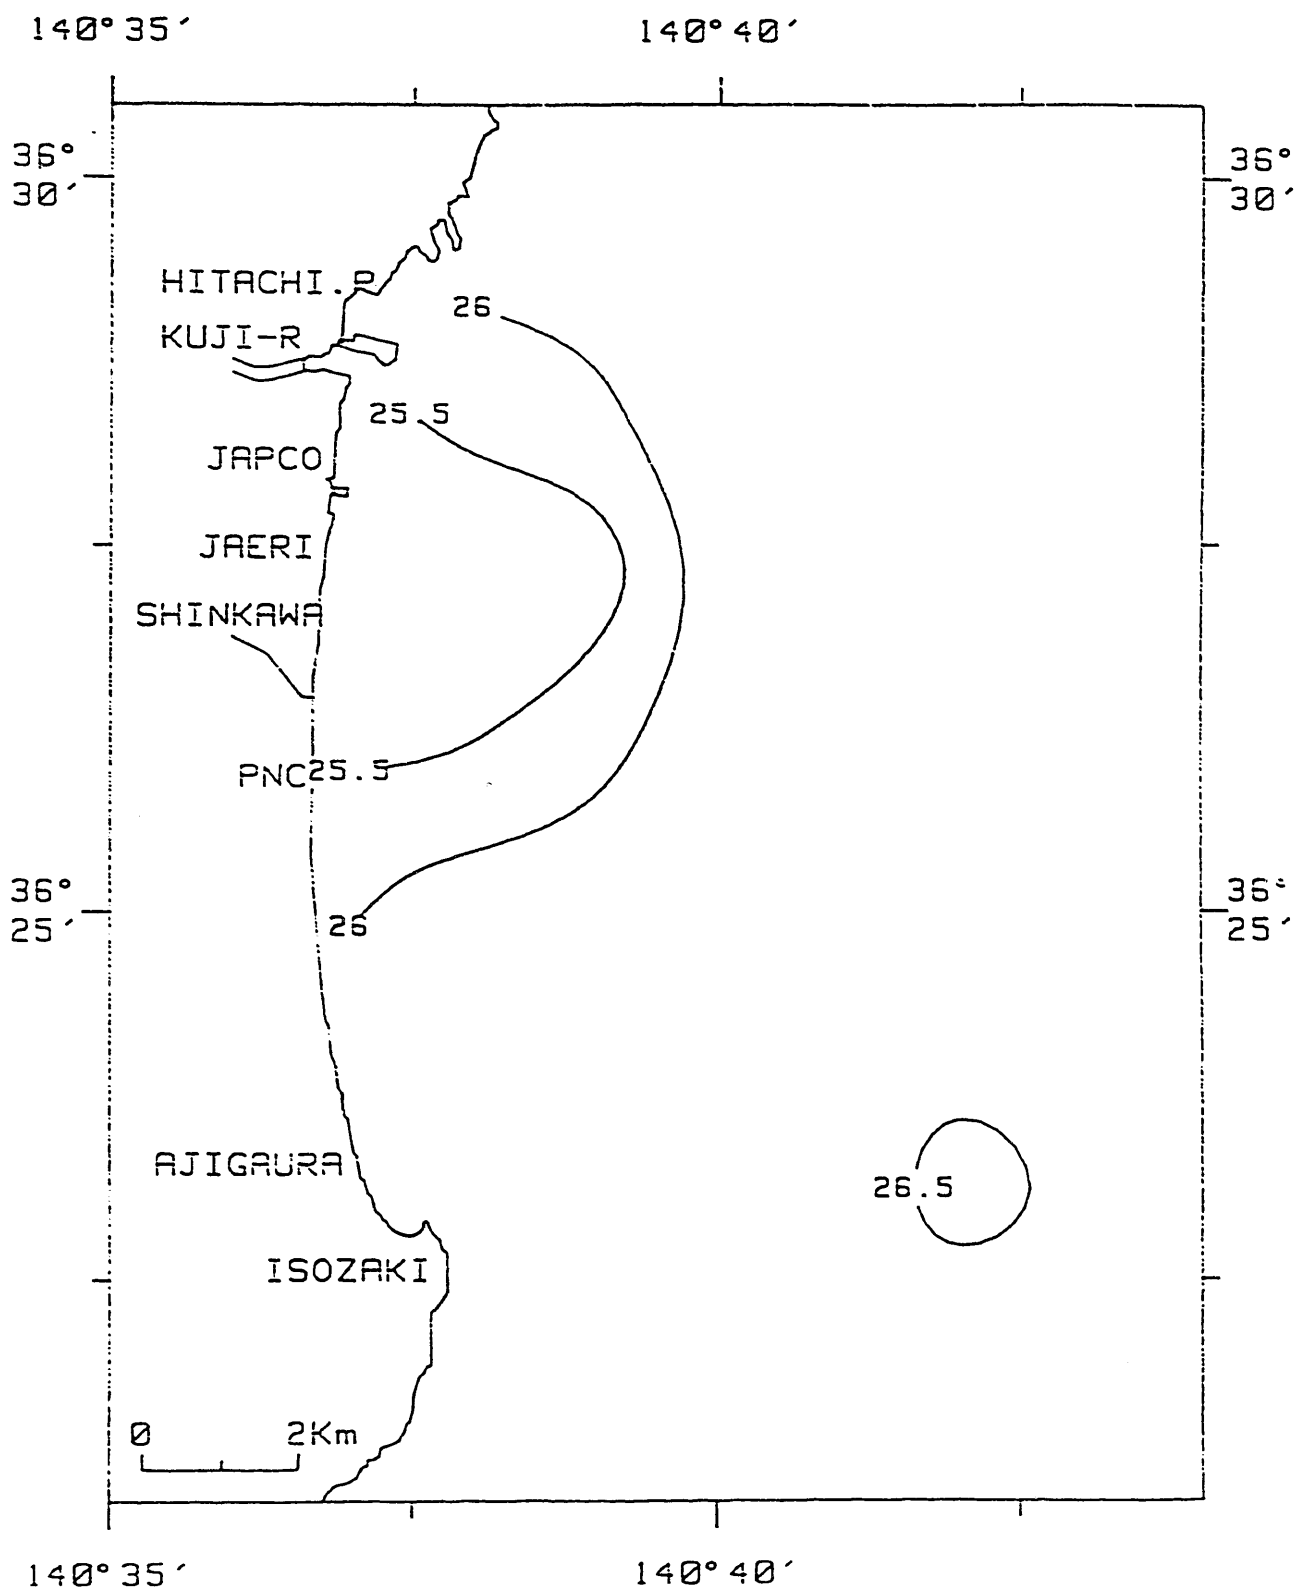 140°35′ 140°40′
36° 36°
30′ 30′
HITACHI.P
26
KUJI-R
25.5
JAPCO
JAERI
SHINKAWA
PNC 25.5
36° 36°
25′ 25′
26
AJIGAURA
26.5
ISOZAKI
0 2Km
140°35′ 140°40′